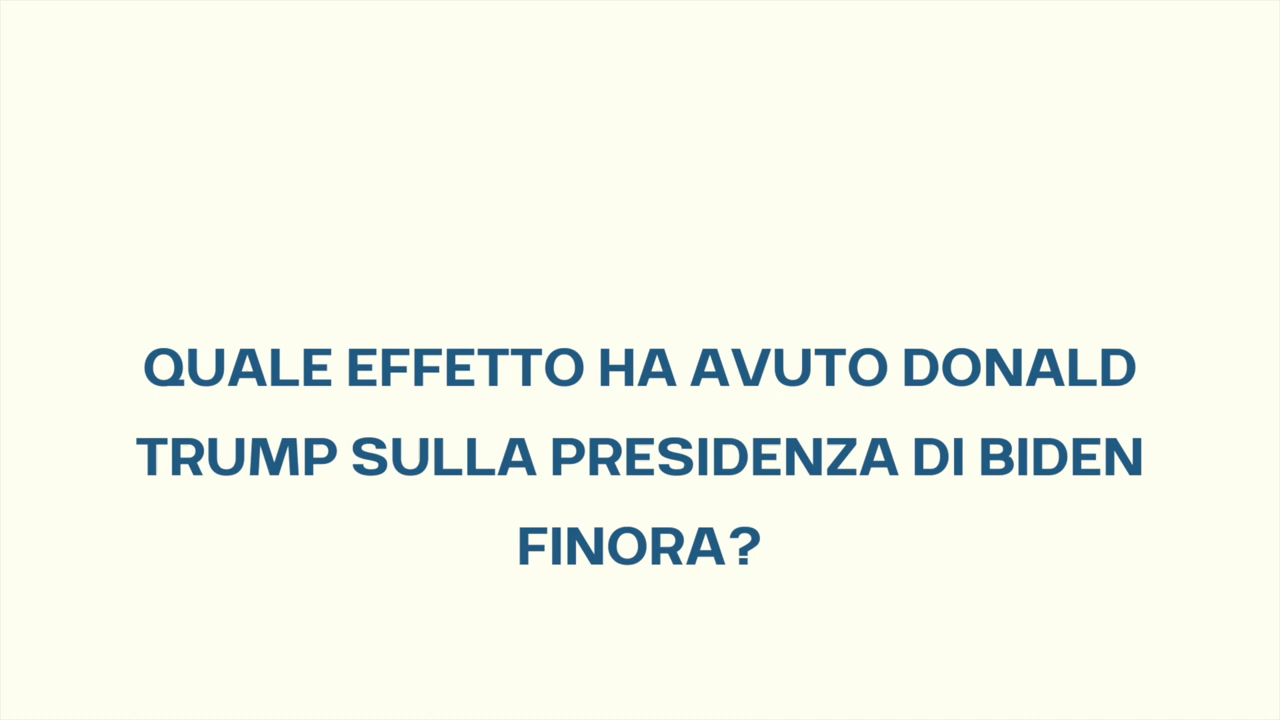 QUALE EFFETTO HA AVUTO DONALD
TRUMP SULLA PRESIDENZA DI BIDEN
FINORA?